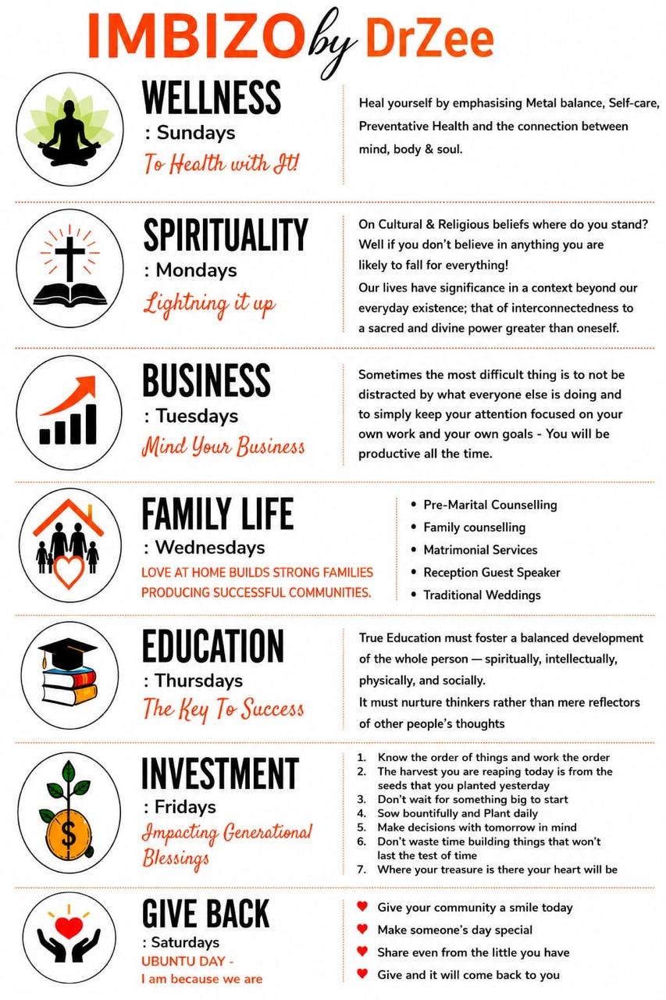 IMBIZO by DrZee
WELLNESS
: Sundays
To Health with It!
Heal yourself by emphasising Metal balance, Self-care,
Preventative Health and the connection between
mind, body & soul.
SPIRITUALITY
: Mondays
Lightning it up
On Cultural & Religious beliefs where do you stand?
Well if you don't believe in anything you are
likely to fall for everything!
Our lives have significance in a context beyond our
everyday existence; that of interconnectedness to
a sacred and divine power greater than oneself.
BUSINESS
: Tuesdays
Mind Your Business
Sometimes the most difficult thing is to not be
distracted by what everyone else is doing and
to simply keep your attention focused on your
own work and your own goals - You will be
productive all the time.
FAMILY LIFE
: Wednesdays
LOVE AT HOME BUILDS STRONG FAMILIES
PRODUCING SUCCESSFUL COMMUNITIES.
• Pre-Marital Counselling
• Family counselling
• Matrimonial Services
• Reception Guest Speaker
• Traditional Weddings
EDUCATION
: Thursdays
The Key To Success
True Education must foster a balanced development
of the whole person — spiritually, intellectually,
physically, and socially.
It must nurture thinkers rather than mere reflectors
of other people's thoughts
INVESTMENT
: Fridays
Impacting Generational
Blessings
$
1. Know the order of things and work the order
2. The harvest you are reaping today is from the
seeds that you planted yesterday
3. Don't wait for something big to start
4. Sow bountifully and Plant daily
5. Make decisions with tomorrow in mind
6. Don't waste time building things that won't
last the test of time
7. Where your treasure is there your heart will be
GIVE BACK
: Saturdays
UBUNTU DAY -
I am because we are
♥ Give your community a smile today
♥ Make someone's day special
♥ Share even from the little you have
♥ Give and it will come back to you